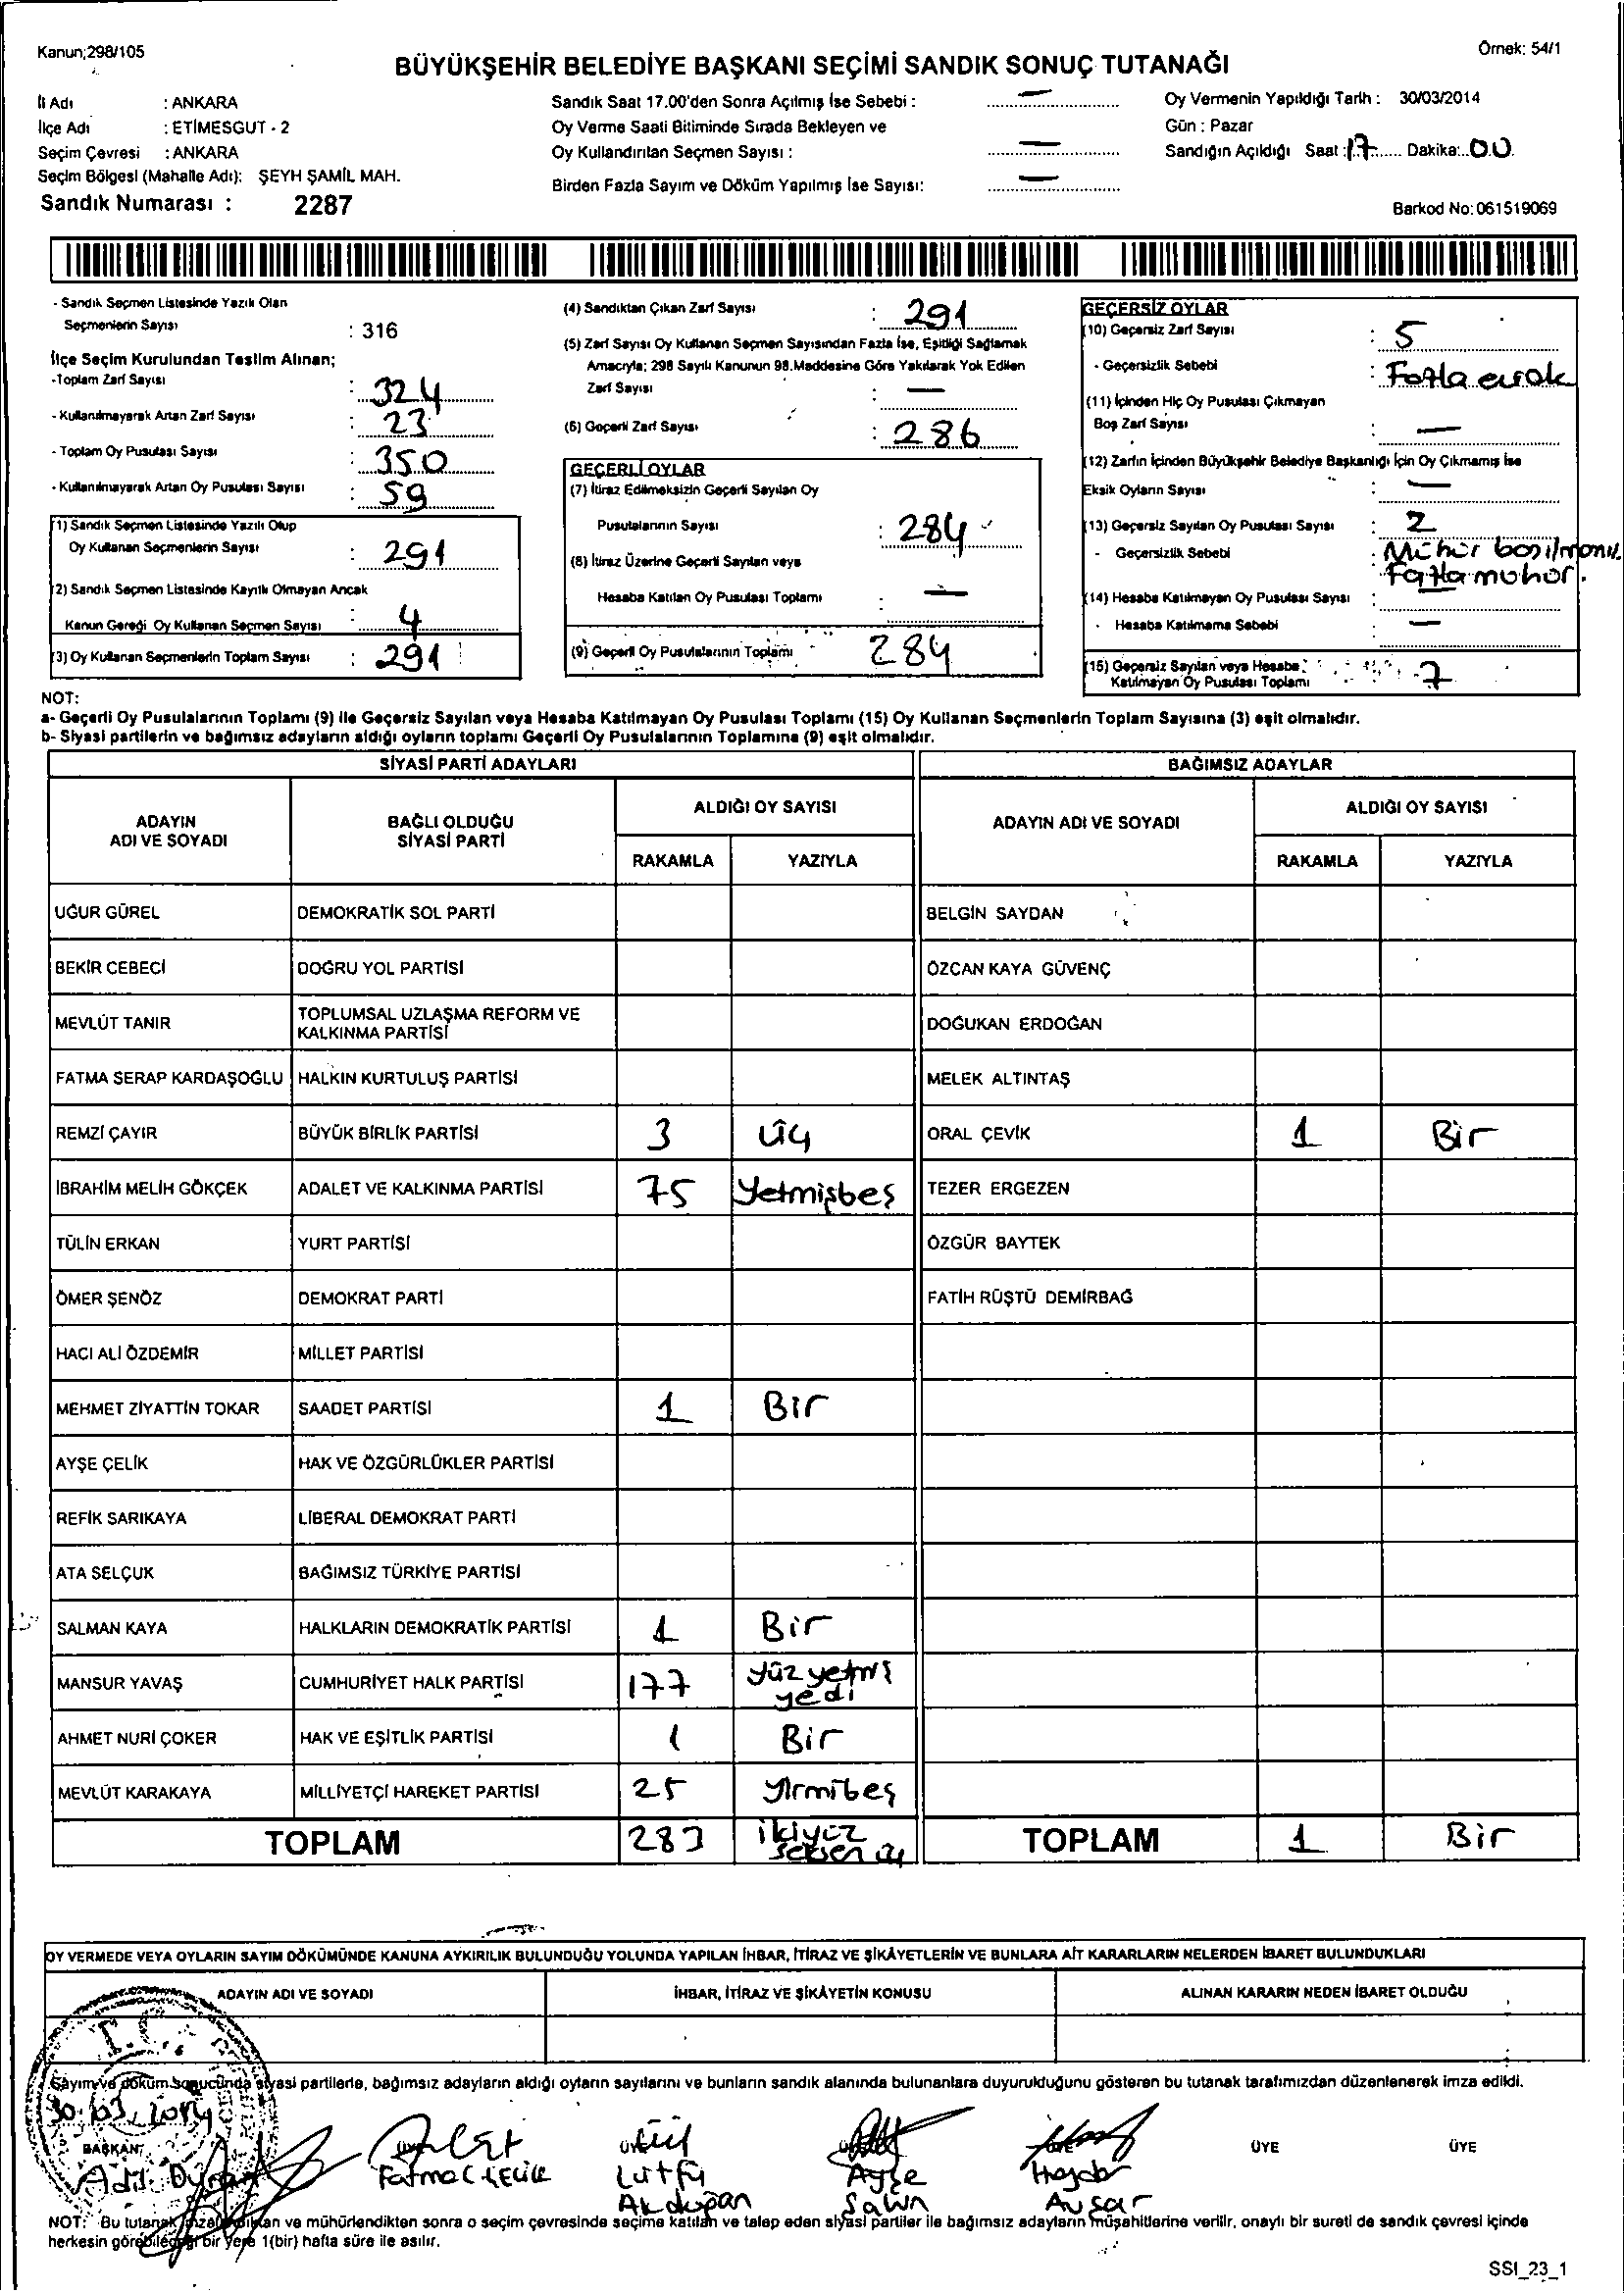 Kanun;298/105
Örnek: 54/1
BÜYÜKŞEHİR BELEDİYE BAŞKANI SEÇİMİ SANDIK SONUÇ TUTANAĞI
İl Adı : ANKARA
İlçe Adı : ETİMESGUT - 2
Seçim Çevresi : ANKARA
Seçim Bölgesi (Mahalle Adı): ŞEYH ŞAMİL MAH.
Sandık Numarası : 2287
Sandık Saat 17.00'den Sonra Açılmış İse Sebebi : —
Oy Verme Saati Bitiminde Sırada Bekleyen ve
Oy Kullandırılan Seçmen Sayısı : —
Birden Fazla Sayım ve Döküm Yapılmış İse Sayısı: —
Oy Vermenin Yapıldığı Tarih : 30/03/2014
Gün : Pazar
Sandığın Açıldığı Saat : 17 Dakika: 00
Barkod No: 061519069
- Sandık Seçmen Listesinde Yazılı Olan
Seçmenlerin Sayısı : 316
İlçe Seçim Kurulundan Teslim Alınan;
-Toplam Zarf Sayısı : 324
- Kullanılmayarak Artan Zarf Sayısı : 23
- Toplam Oy Pusulası Sayısı : 350
- Kullanılmayarak Artan Oy Pusulası Sayısı : 59
(1) Sandık Seçmen Listesinde Yazılı Olup
Oy Kullanan Seçmenlerin Sayısı : 291
(2) Sandık Seçmen Listesinde Kayıtlı Olmayan Ancak
Kanun Gereği Oy Kullanan Seçmen Sayısı : 4
(3) Oy Kullanan Seçmenlerin Toplam Sayısı : 291
(4) Sandıktan Çıkan Zarf Sayısı : 291
(5) Zarf Sayısı Oy Kullanan Seçmen Sayısından Fazla İse, Eşitliği Sağlamak
Amacıyla; 298 Sayılı Kanunun 98.Maddesine Göre Yakılarak Yok Edilen
Zarf Sayısı : —
(6) Geçerli Zarf Sayısı : 286
GEÇERLİ OYLAR
(7) İtiraz Edilmeksizin Geçerli Sayılan Oy
Pusulalarının Sayısı : 284
(8) İtiraz Üzerine Geçerli Sayılan veya
Hesaba Katılan Oy Pusulası Toplamı : —
(9) Geçerli Oy Pusulalarının Toplamı 284
GEÇERSİZ OYLAR
(10) Geçersiz Zarf Sayısı : 5
- Geçersizlik Sebebi : Fazla evrak
(11) İçinden Hiç Oy Pusulası Çıkmayan
Boş Zarf Sayısı : —
(12) Zarfın İçinden Büyükşehir Belediye Başkanlığı İçin Oy Çıkmamış İse
Eksik Oyların Sayısı : —
(13) Geçersiz Sayılan Oy Pusulası Sayısı : 2
- Geçersizlik Sebebi : Mühür basılmamış.
Fazla mühür.
(14) Hesaba Katılmayan Oy Pusulası Sayısı :
- Hesaba Katılmama Sebebi : —
(15) Geçersiz Sayılan veya Hesaba
Katılmayan Oy Pusulası Toplamı 7
NOT:
a- Geçerli Oy Pusulalarının Toplamı (9) ile Geçersiz Sayılan veya Hesaba Katılmayan Oy Pusulası Toplamı (15) Oy Kullanan Seçmenlerin Toplam Sayısına (3) eşit olmalıdır.
b- Siyasi partilerin ve bağımsız adayların aldığı oyların toplamı Geçerli Oy Pusulalarının Toplamına (9) eşit olmalıdır.
SİYASİ PARTİ ADAYLARI
BAĞIMSIZ ADAYLAR
ADAYIN
ADI VE SOYADI
BAĞLI OLDUĞU
SİYASİ PARTİ
ALDIĞI OY SAYISI
RAKAMLA YAZIYLA
ADAYIN ADI VE SOYADI
ALDIĞI OY SAYISI
RAKAMLA YAZIYLA
UĞUR GÜREL DEMOKRATİK SOL PARTİ BELGİN SAYDAN
BEKİR CEBECİ DOĞRU YOL PARTİSİ ÖZCAN KAYA GÜVENÇ
MEVLÜT TANIR TOPLUMSAL UZLAŞMA REFORM VE
KALKINMA PARTİSİ DOĞUKAN ERDOĞAN
FATMA SERAP KARDAŞOĞLU HALKIN KURTULUŞ PARTİSİ MELEK ALTINTAŞ
REMZİ ÇAYIR BÜYÜK BİRLİK PARTİSİ 3 üç ORAL ÇEVİK 1 Bir
İBRAHİM MELİH GÖKÇEK ADALET VE KALKINMA PARTİSİ 75 Yetmişbeş TEZER ERGEZEN
TÜLİN ERKAN YURT PARTİSİ ÖZGÜR BAYTEK
ÖMER ŞENÖZ DEMOKRAT PARTİ FATİH RÜŞTÜ DEMİRBAĞ
HACI ALİ ÖZDEMİR MİLLET PARTİSİ
MEHMET ZİYATTİN TOKAR SAADET PARTİSİ 1 Bir
AYŞE ÇELİK HAK VE ÖZGÜRLÜKLER PARTİSİ
REFİK SARIKAYA LİBERAL DEMOKRAT PARTİ
ATA SELÇUK BAĞIMSIZ TÜRKİYE PARTİSİ
SALMAN KAYA HALKLARIN DEMOKRATİK PARTİSİ 1 Bir
MANSUR YAVAŞ CUMHURİYET HALK PARTİSİ 177 Yüz yetmiş
yedi
AHMET NURİ ÇOKER HAK VE EŞİTLİK PARTİSİ 1 Bir
MEVLÜT KARAKAYA MİLLİYETÇİ HAREKET PARTİSİ 25 Yirmibeş
TOPLAM 283 ikiyüz
seksen üç
TOPLAM 1 Bir
OY VERMEDE VEYA OYLARIN SAYIM DÖKÜMÜNDE KANUNA AYKIRILIK BULUNDUĞU YOLUNDA YAPILAN İHBAR, İTİRAZ VE ŞİKÂYETLERİN VE BUNLARA AİT KARARLARIN NELERDEN İBARET BULUNDUKLARI
ADAYIN ADI VE SOYADI İHBAR, İTİRAZ VE ŞİKÂYETİN KONUSU ALINAN KARARIN NEDEN İBARET OLDUĞU
T.C.
Sayım ve döküm sonucunda siyasi partilerle, bağımsız adayların aldığı oyların sayılarını ve bunların sandık alanında bulunanlara duyurulduğunu gösteren bu tutanak tarafımızdan düzenlenerek imza edildi.
30.03.2014
BAŞKAN ÜYE ÜYE ÜYE ÜYE ÜYE ÜYE
Fatma ÇELİK Lütfü Ayşe Haydar
Akdoğan Şahin Avşar
NOT: Bu tutanak imzalandıktan ve mühürlendikten sonra o seçim çevresinde seçime katılan ve talep eden siyasi partiler ile bağımsız adayların müşahitlerine verilir, onaylı bir sureti de sandık çevresi içinde
herkesin görebileceği bir yere 1(bir) hafta süre ile asılır.
SSI_23_1